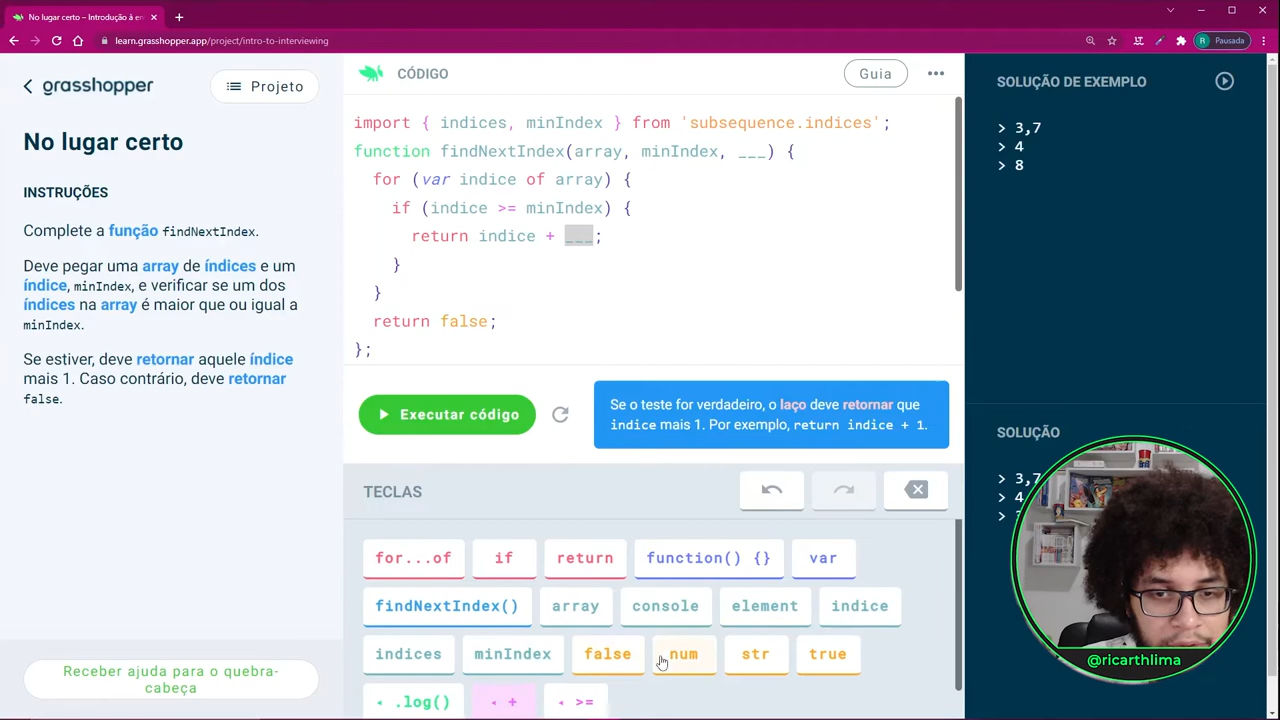 No lugar certo – Introdução à en
learn.grasshopper.app/project/intro-to-interviewing
R Pausada
grasshopper
Projeto
No lugar certo
INSTRUÇÕES
Complete a função findNextIndex.
Deve pegar uma array de índices e um
índice, minIndex, e verificar se um dos
índices na array é maior que ou igual a
minIndex.
Se estiver, deve retornar aquele índice
mais 1. Caso contrário, deve retornar
false.
Receber ajuda para o quebra-
cabeça
CÓDIGO
Guia
import { indices, minIndex } from 'subsequence.indices';
function findNextIndex(array, minIndex, ___) {
for (var indice of array) {
if (indice >= minIndex) {
return indice + ___;
}
}
return false;
};
Executar código
Se o teste for verdadeiro, o laço deve retornar que
indice mais 1. Por exemplo, return indice + 1.
TECLAS
for...of if return function() {} var
findNextIndex() array console element indice
indices minIndex false num str true
.log() + >=
SOLUÇÃO DE EXEMPLO
> 3,7
> 4
> 8
SOLUÇÃO
> 3,7
> 4
>
@ricarthlima